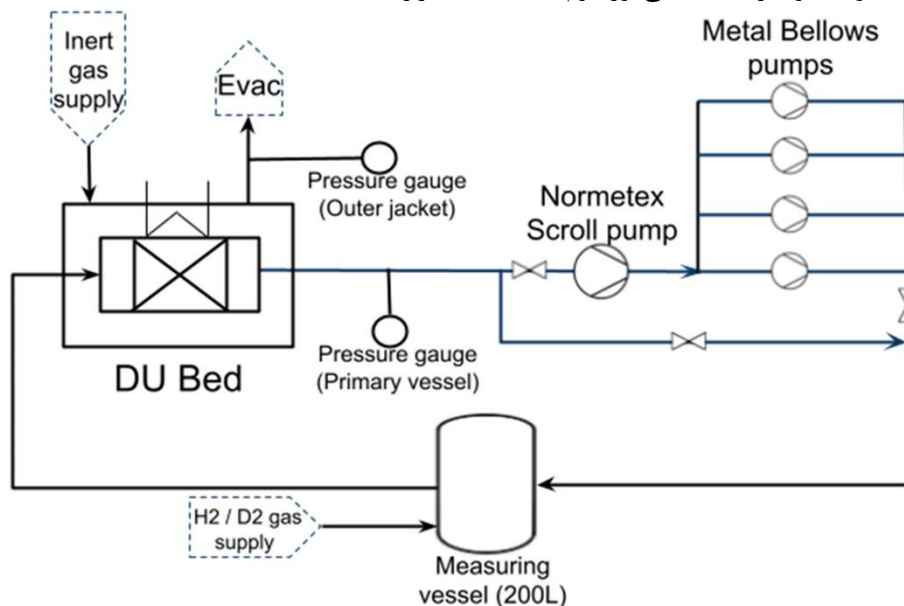 Metal Bellows
pumps
Inert
gas
supply
Evac
Pressure gauge
(Outer jacket)
Normetex
Scroll pump
Pressure gauge
(Primary vessel)
DU Bed
H2 / D2 gas
supply
Measuring
vessel (200L)